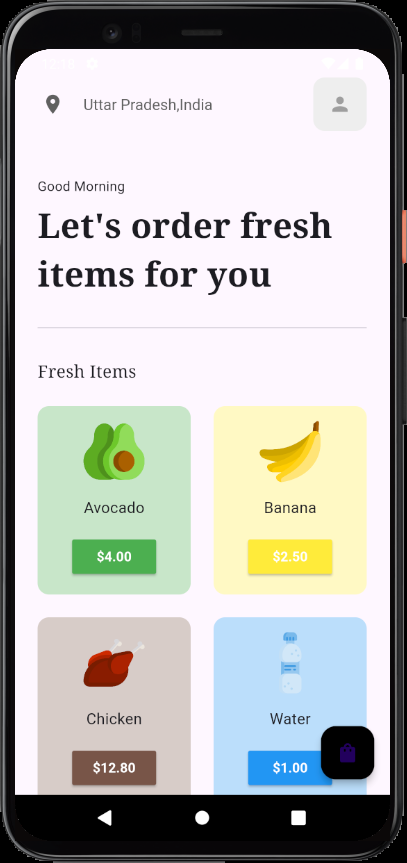 Uttar Pradesh,India
Good Morning
Let's order fresh
items for you
Fresh Items
Avocado
Banana
$4.00
$2.50
Chicken
Water
$12.80
$1.00